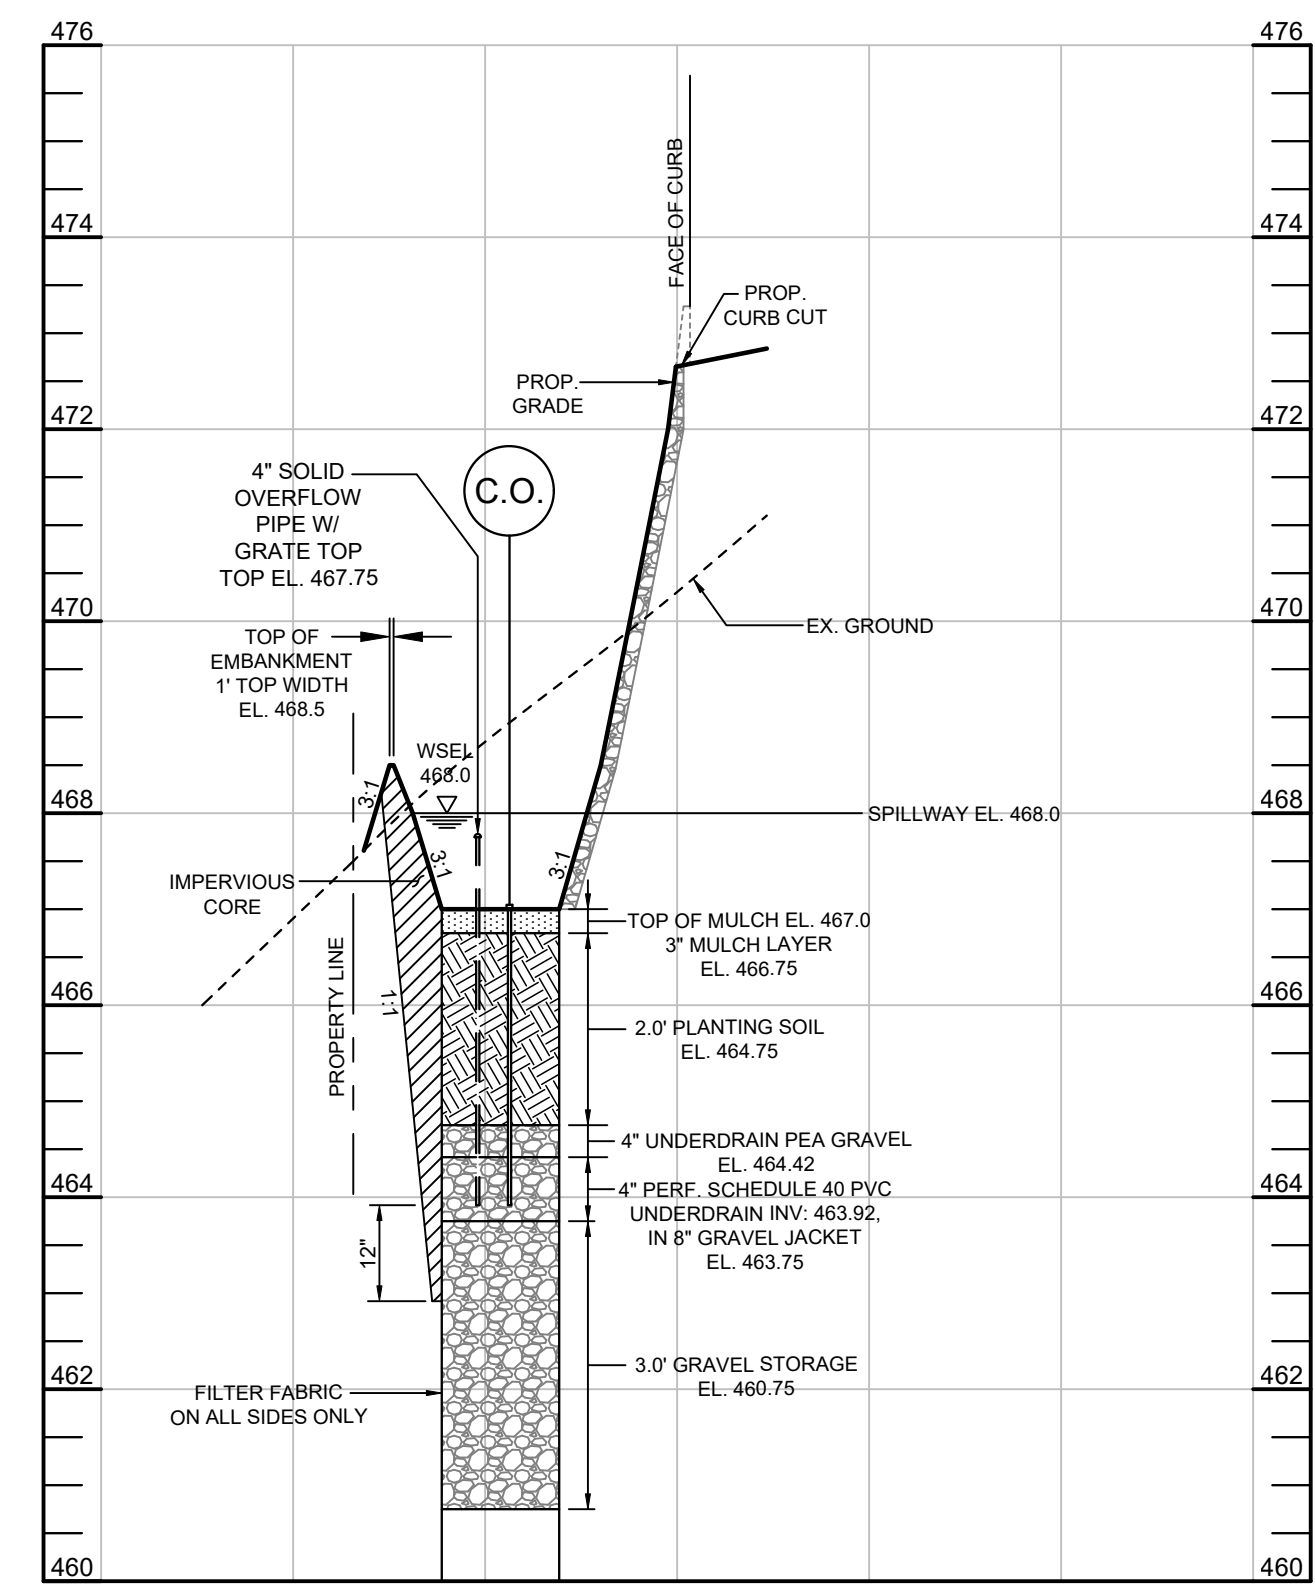 476
476
FACE OF CURB
474
474
PROP.
CURB CUT
PROP.
GRADE
472
472
4" SOLID
OVERFLOW
PIPE W/
GRATE TOP
TOP EL. 467.75
C.O.
470
470
EX. GROUND
TOP OF
EMBANKMENT
1' TOP WIDTH
EL. 468.5
WSEL
468.0
3:1
468
468
SPILLWAY EL. 468.0
3:1
3:1
IMPERVIOUS
CORE
TOP OF MULCH EL. 467.0
3" MULCH LAYER
EL. 466.75
PROPERTY LINE
1:1
466
466
2.0' PLANTING SOIL
EL. 464.75
4" UNDERDRAIN PEA GRAVEL
EL. 464.42
464
464
4" PERF. SCHEDULE 40 PVC
UNDERDRAIN INV: 463.92,
IN 8" GRAVEL JACKET
EL. 463.75
12"
3.0' GRAVEL STORAGE
EL. 460.75
462
462
FILTER FABRIC
ON ALL SIDES ONLY
460
460